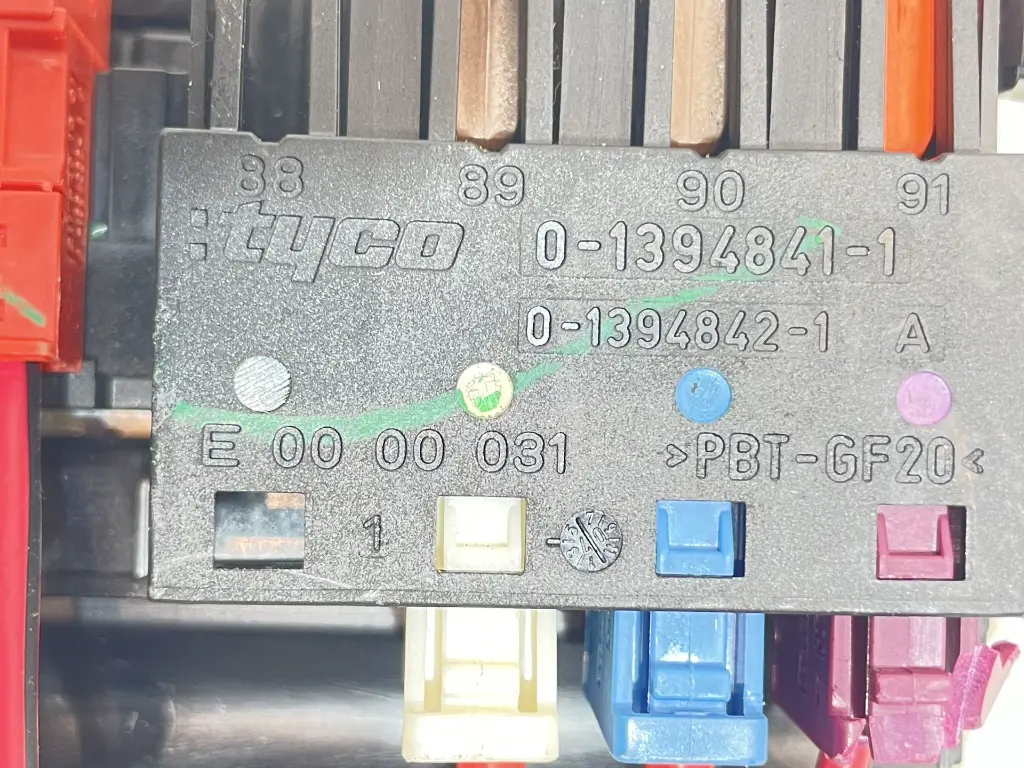 88 89 90 91
tyco 0-1394841-1
0-1394842-1 A
E 00 00 031 >PBT-GF20<
1